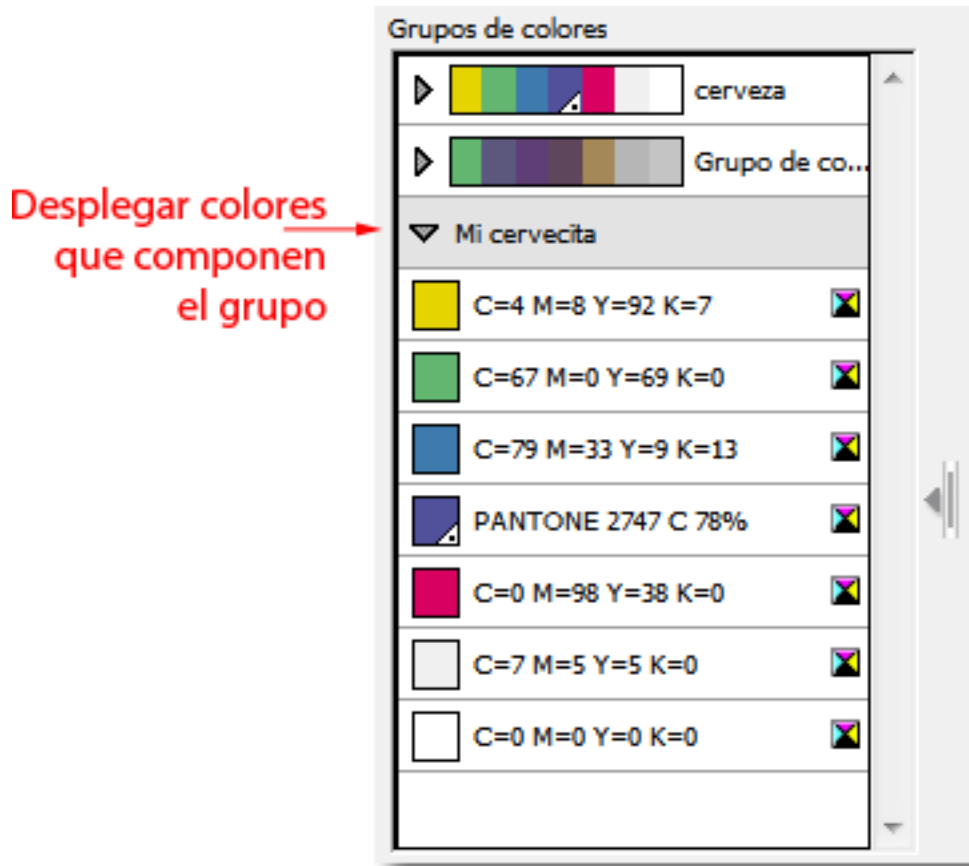 Grupos de colores
cerveza
Grupo de co...
Desplegar colores
que componen
el grupo
Mi cervecita
C=4 M=8 Y=92 K=7
C=67 M=0 Y=69 K=0
C=79 M=33 Y=9 K=13
PANTONE 2747 C 78%
C=0 M=98 Y=38 K=0
C=7 M=5 Y=5 K=0
C=0 M=0 Y=0 K=0